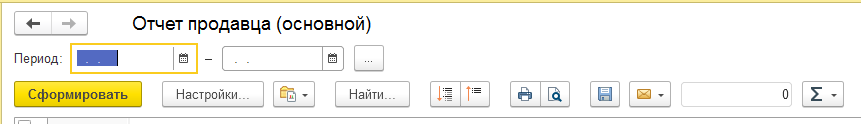 Отчет продавца (основной)
Период: . . – . . ...
Сформировать Настройки... Найти... 0 Σ